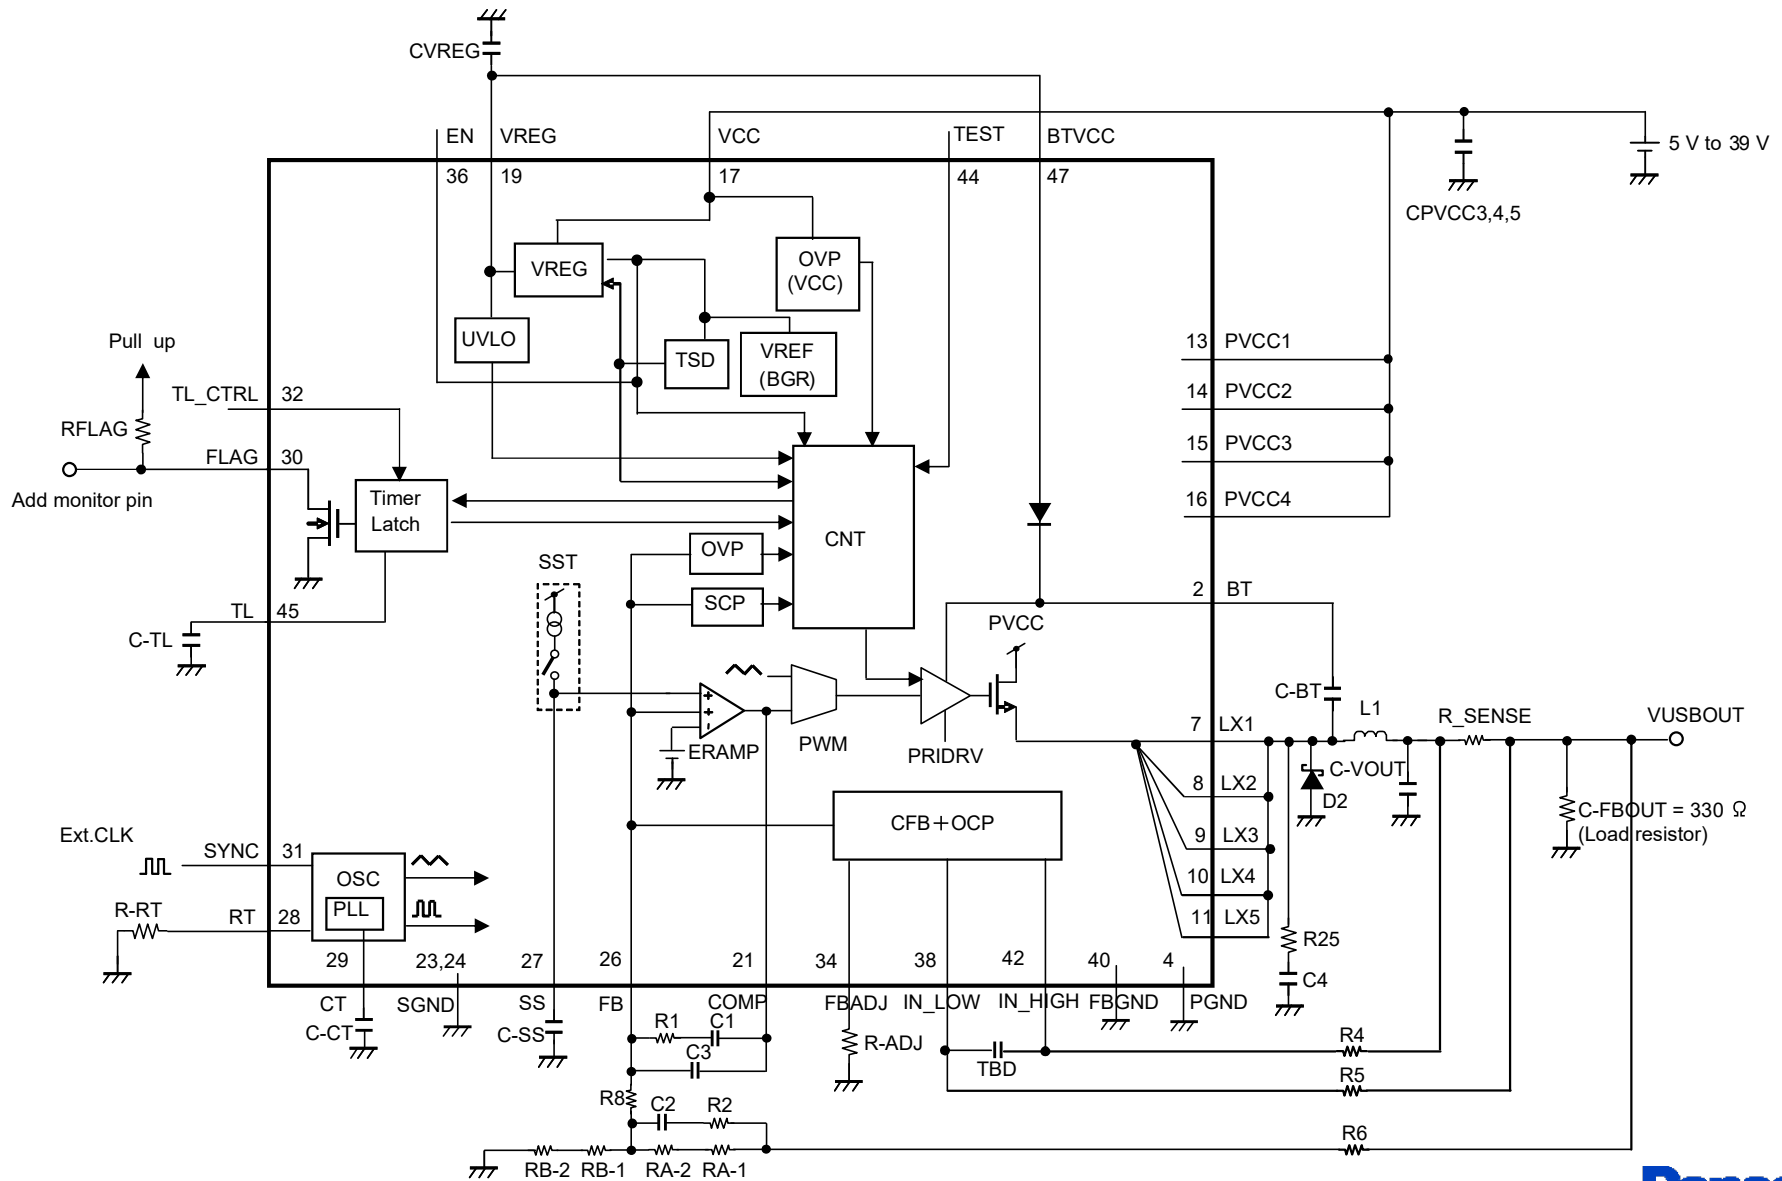 CVREG
EN
VREG
VCC
TEST
BTVCC
5 V to 39 V
36
19
17
44
47
CPVCC3,4,5
VREG
OVP
(VCC)
Pull up
UVLO
TSD
VREF
(BGR)
13
PVCC1
TL_CTRL
32
14
PVCC2
RFLAG
FLAG
30
15
PVCC3
Add monitor pin
Timer
Latch
16
PVCC4
CNT
OVP
SST
SCP
2
BT
TL
45
C-TL
PVCC
C-BT
L1
R_SENSE
VUSBOUT
7
LX1
ERAMP
PWM
PRIDRV
C-VOUT
8
LX2
D2
C-FBOUT = 330 Ω
(Load resistor)
CFB+OCP
Ext.CLK
SYNC
31
9
LX3
OSC
10
LX4
PLL
R-RT
RT
28
11
LX5
R25
29
23,24
27
26
21
34
38
42
40
4
C4
CT
SGND
SS
FB
COMP
FBADJ
IN_LOW
IN_HIGH
FBGND
PGND
C-CT
C-SS
R1
C1
R-ADJ
R4
C3
TBD
R5
R8
C2
R2
R6
RB-2
RB-1
RA-2
RA-1